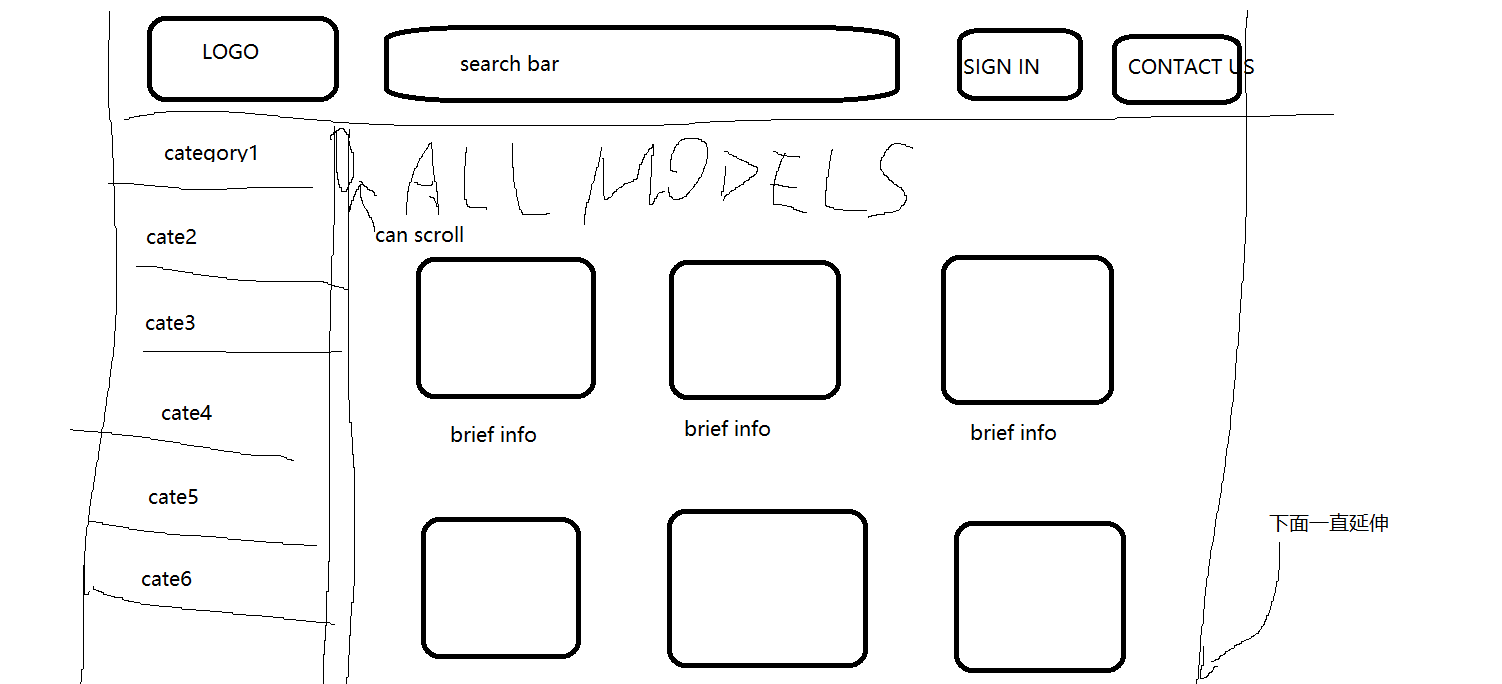 LOGO
search bar
SIGN IN
CONTACT US
category1
ALL MODELS
cate2
can scroll
cate3
cate4
brief info
brief info
brief info
cate5
下面一直延伸
cate6